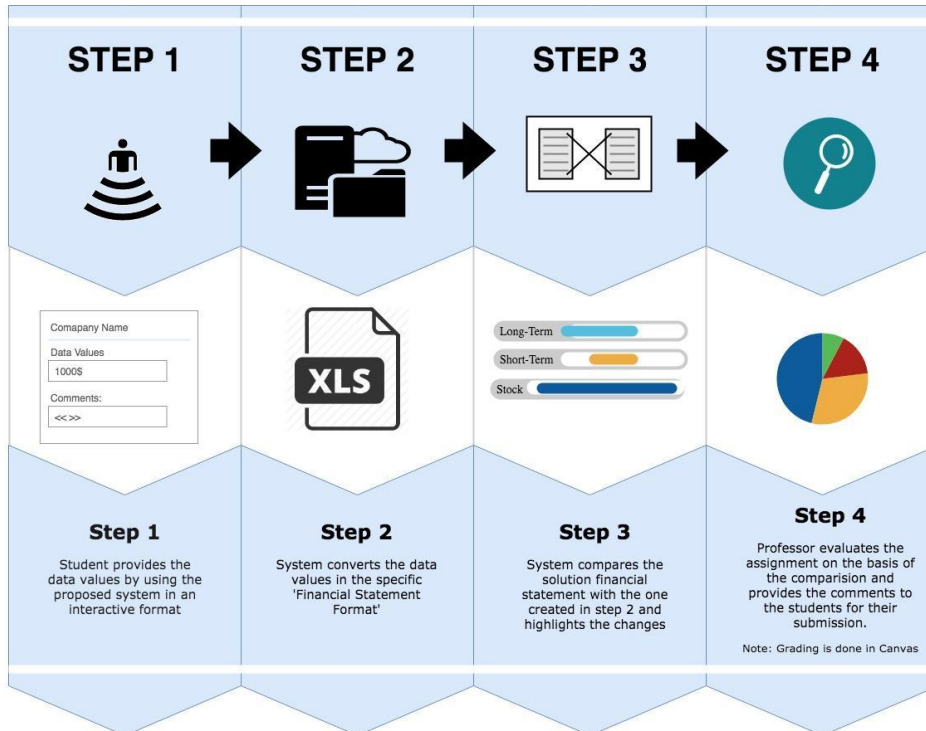 STEP 1
STEP 2
STEP 3
STEP 4
Comapany Name
Data Values
1000$
Comments:
<< >>
XLS
Long-Term
Short-Term
Stock
Step 1
Student provides the
data values by using the
proposed system in an
interactive format
Step 2
System converts the data
values in the specific
'Financial Statement
Format'
Step 3
System compares the
solution financial
statement with the one
created in step 2 and
highlights the changes
Step 4
Professor evaluates the
assignment on the basis of
the comparision and
provides the comments to
the students for their
submission.
Note: Grading is done in Canvas